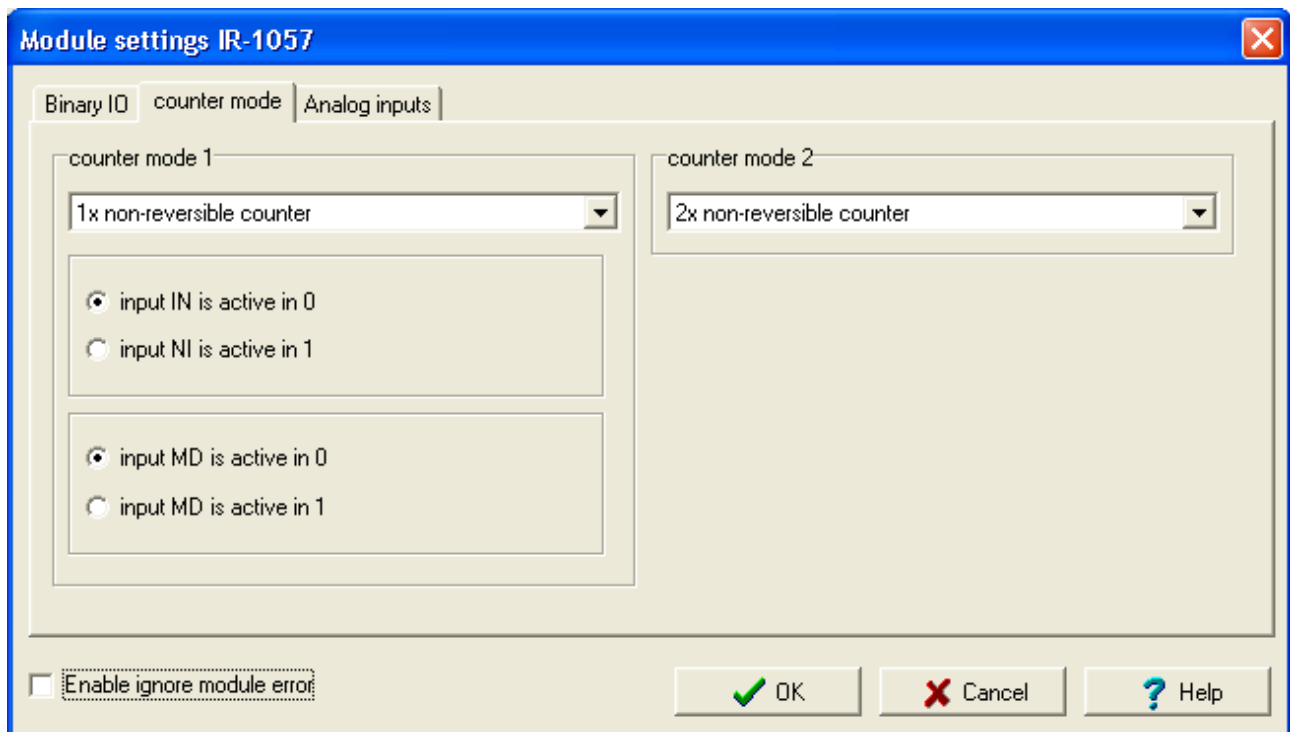 Module settings IR-1057
Binary IO
counter mode
Analog inputs
counter mode 1
1x non-reversible counter
input IN is active in 0
input NI is active in 1
input MD is active in 0
input MD is active in 1
counter mode 2
2x non-reversible counter
Enable ignore module error
OK
Cancel
Help